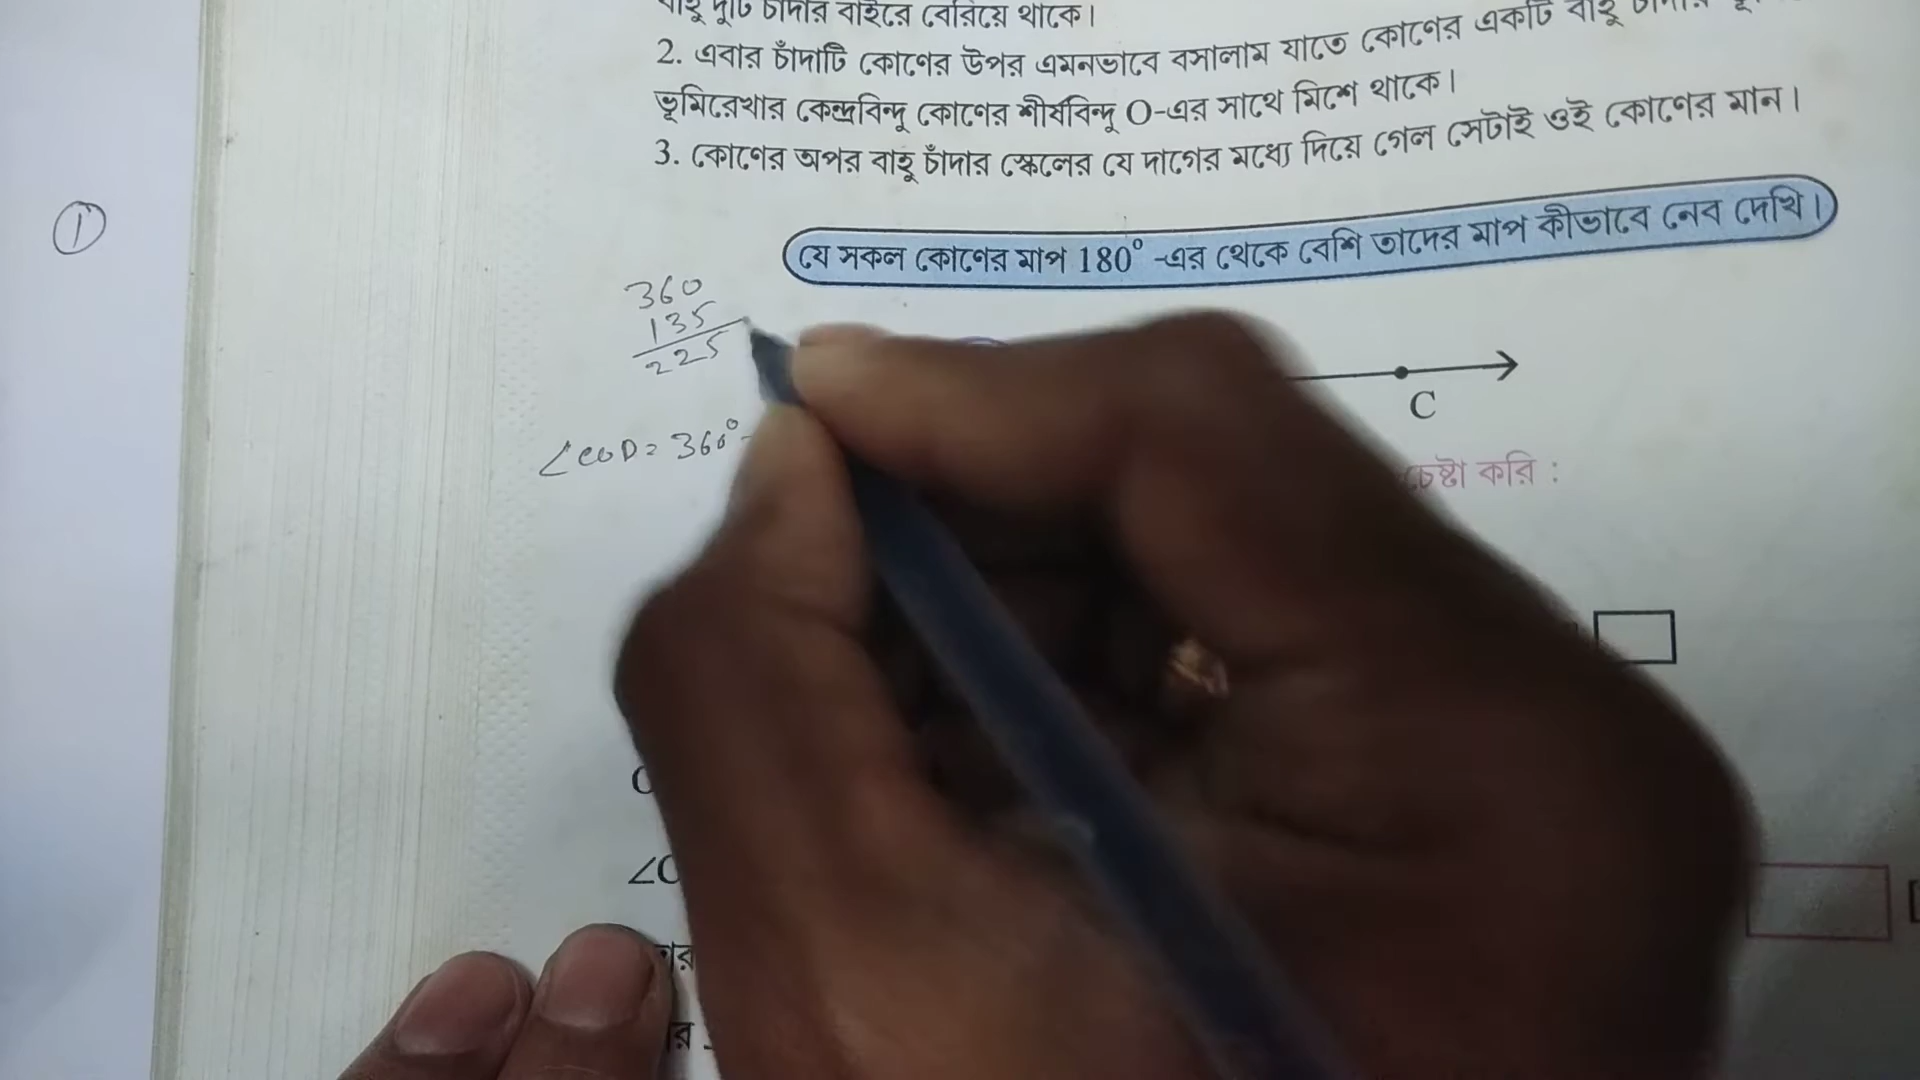 বাহু দুটি চাঁদার বাইরে বেরিয়ে থাকে।
2. এবার চাঁদাটি কোণের উপর এমনভাবে বসালাম যাতে কোণের একটি বাহু
ভূমিরেখার কেন্দ্রবিন্দু কোণের শীর্ষবিন্দু O-এর সাথে মিশে থাকে।
3. কোণের অপর বাহু চাঁদার স্কেলের যে দাগের মধ্যে দিয়ে গেল সেটাই ওই কোণের মান।
1
যে সকল কোণের মাপ 180° -এর থেকে বেশি তাদের মাপ কীভাবে নেব দেখি।
360
135
225
C
∠COD = 360° -
চেষ্টা করি :